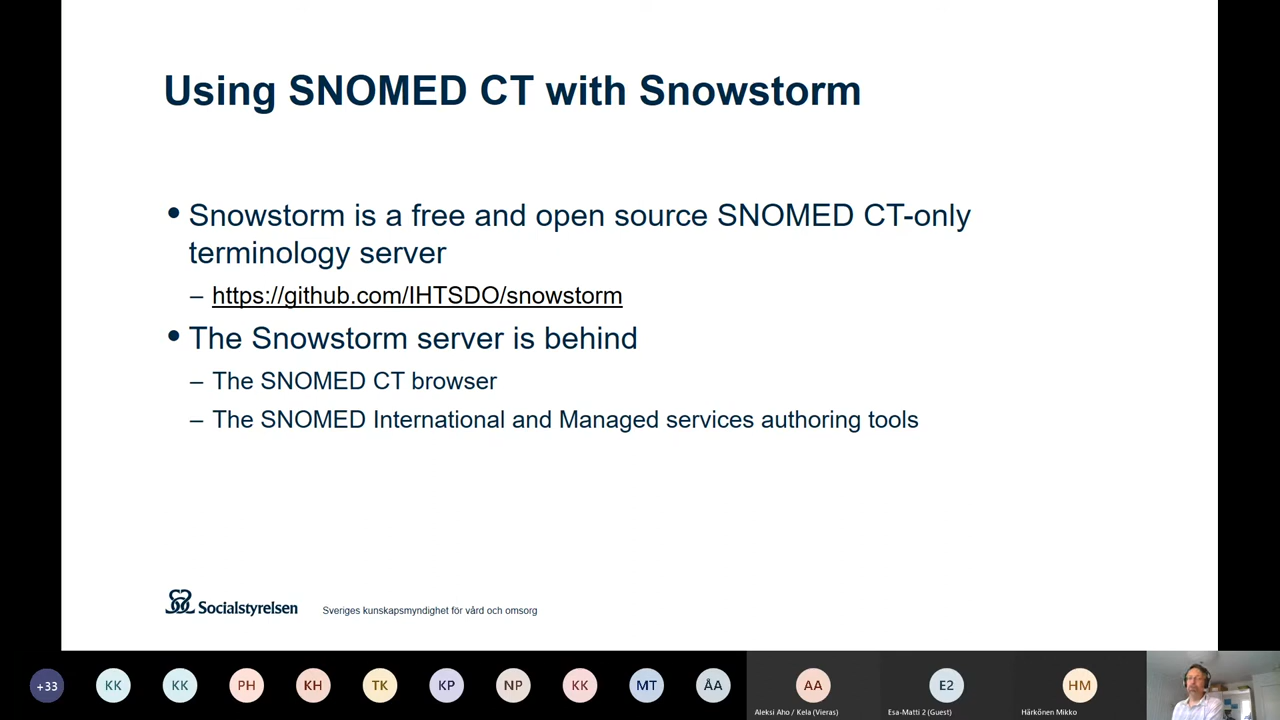 Using SNOMED CT with Snowstorm
• Snowstorm is a free and open source SNOMED CT-only
terminology server
– https://github.com/IHTSDO/snowstorm
• The Snowstorm server is behind
– The SNOMED CT browser
– The SNOMED International and Managed services authoring tools
Socialstyrelsen
Sveriges kunskapsmyndighet för vård och omsorg
+33
KK
KK
PH
KH
TK
KP
NP
KK
MT
ÅA
AA
E2
HM
Aleksi Aho / Kela (Vieras)
Esa-Matti 2 (Guest)
Härkönen Mikko